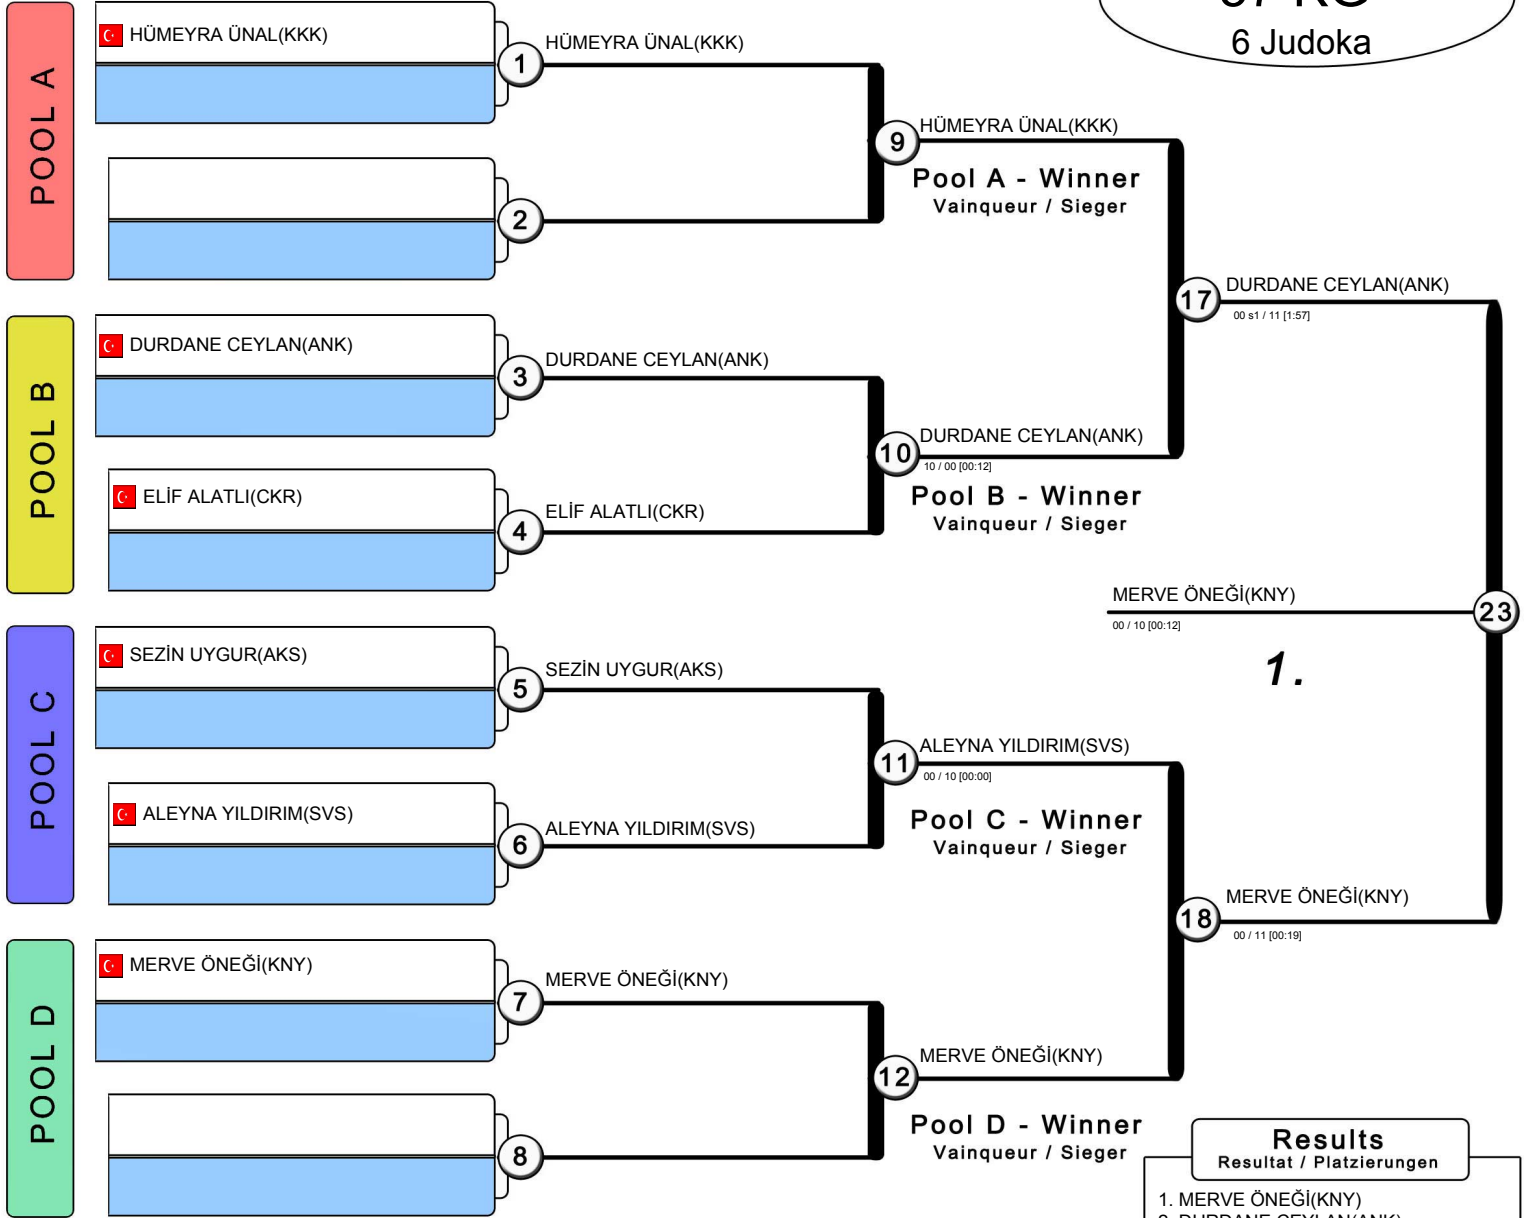 6 Judoka
POOL A
HÜMEYRA ÜNAL(KKK)
1
HÜMEYRA ÜNAL(KKK)
2
9
HÜMEYRA ÜNAL(KKK)
Pool A - Winner
Vainqueur / Sieger
17
DURDANE CEYLAN(ANK)
00 s1 / 11 [1:57]
POOL B
DURDANE CEYLAN(ANK)
3
DURDANE CEYLAN(ANK)
ELİF ALATLI(CKR)
4
ELİF ALATLI(CKR)
10
DURDANE CEYLAN(ANK)
10 / 00 [00:12]
Pool B - Winner
Vainqueur / Sieger
MERVE ÖNEĞİ(KNY)
00 / 10 [00:12]
23
1.
POOL C
SEZİN UYGUR(AKS)
5
SEZİN UYGUR(AKS)
ALEYNA YILDIRIM(SVS)
6
ALEYNA YILDIRIM(SVS)
11
ALEYNA YILDIRIM(SVS)
00 / 10 [00:00]
Pool C - Winner
Vainqueur / Sieger
18
MERVE ÖNEĞİ(KNY)
00 / 11 [00:19]
POOL D
MERVE ÖNEĞİ(KNY)
7
MERVE ÖNEĞİ(KNY)
8
12
MERVE ÖNEĞİ(KNY)
Pool D - Winner
Vainqueur / Sieger
Results
Resultat / Platzierungen
1. MERVE ÖNEĞİ(KNY)
2. DURDANE CEYLAN(ANK)